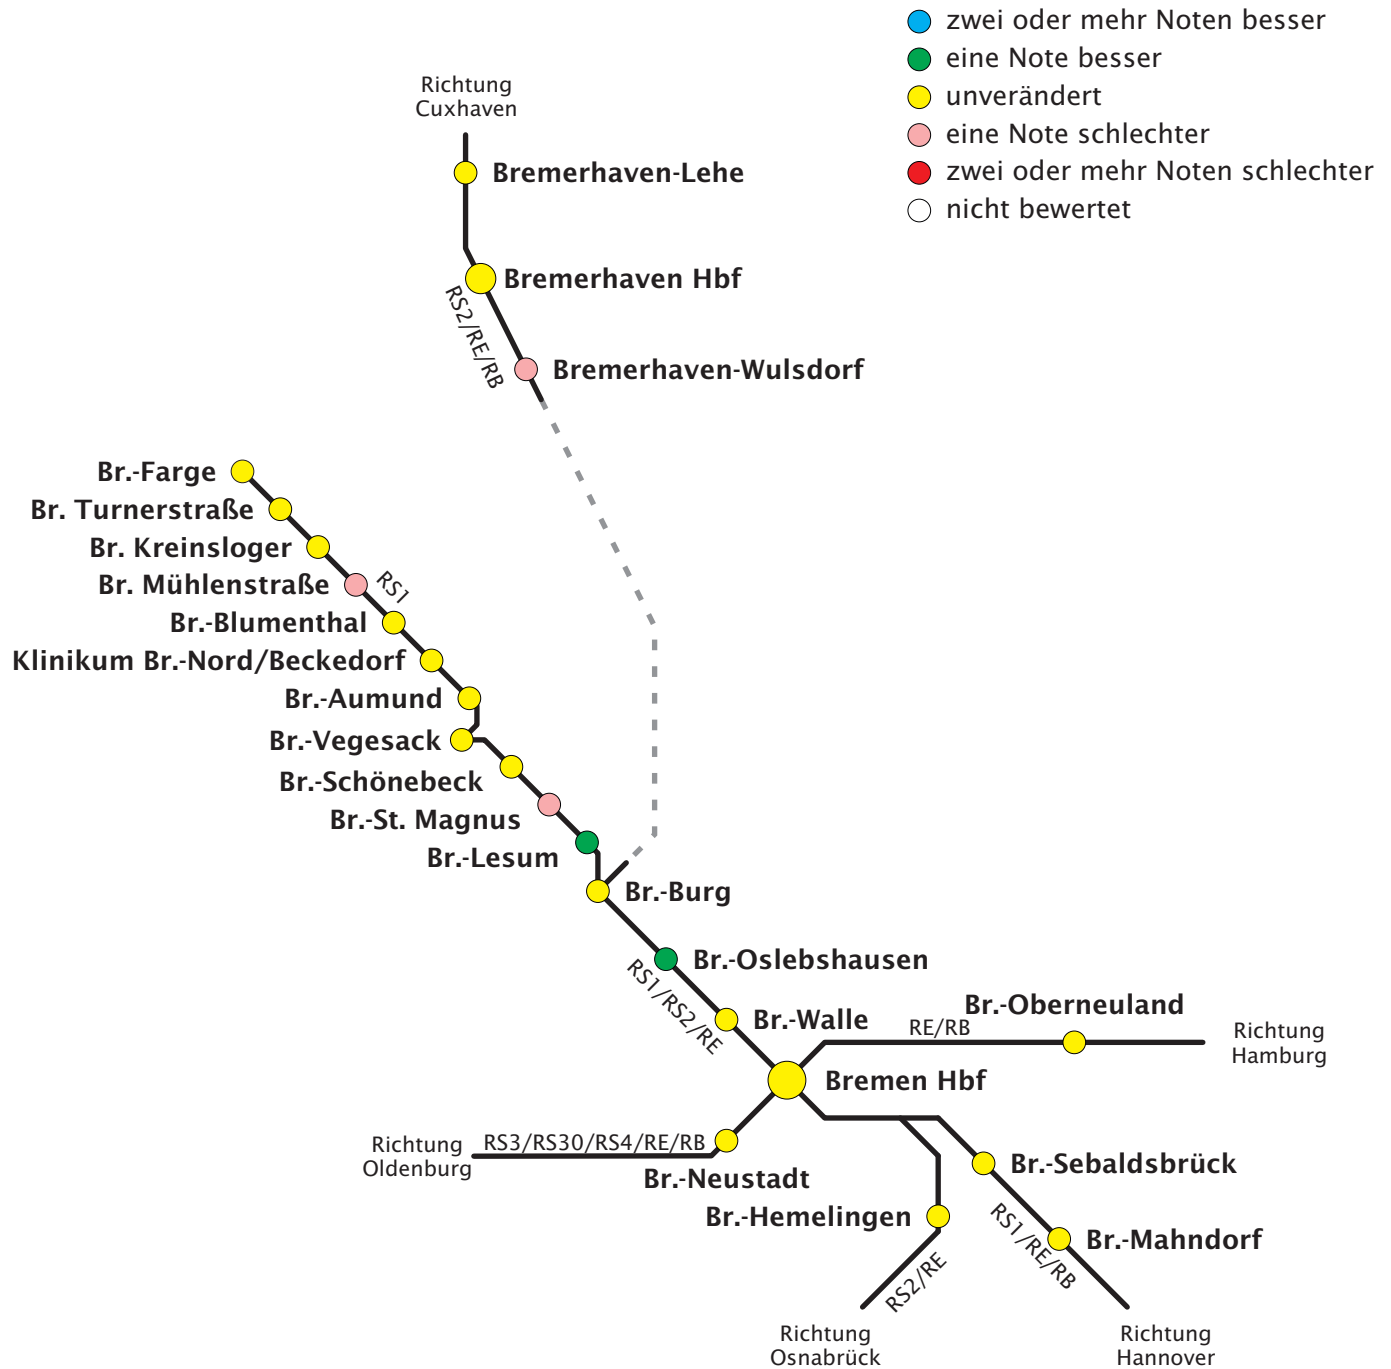 zwei oder mehr Noten besser
eine Note besser
unverändert
eine Note schlechter
zwei oder mehr Noten schlechter
nicht bewertet
Richtung
Cuxhaven
Bremerhaven-Lehe
Bremerhaven Hbf
RS2/RE/RB
Bremerhaven-Wulsdorf
Br.-Farge
Br. Turnerstraße
Br. Kreinsloger
Br. Mühlenstraße
RS1
Br.-Blumenthal
Klinikum Br.-Nord/Beckedorf
Br.-Aumund
Br.-Vegesack
Br.-Schönebeck
Br.-St. Magnus
Br.-Lesum
Br.-Burg
Br.-Oslebshausen
RS1/RS2/RE
Br.-Walle
Br.-Oberneuland
RE/RB
Richtung
Hamburg
Bremen Hbf
Richtung
Oldenburg
RS3/RS30/RS4/RE/RB
Br.-Neustadt
Br.-Sebaldsbrück
Br.-Hemelingen
RS1/RE/RB
Br.-Mahndorf
RS2/RE
Richtung
Osnabrück
Richtung
Hannover